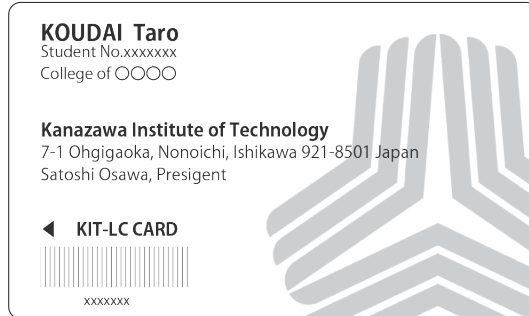 KOUDAI Taro
Student No.xxxxxxx
College of ○○○○
Kanazawa Institute of Technology
7-1 Ohgigaoka, Nonoichi, Ishikawa 921-8501 Japan
Satoshi Osawa, Presigent
◀ KIT-LC CARD
xxxxxxx